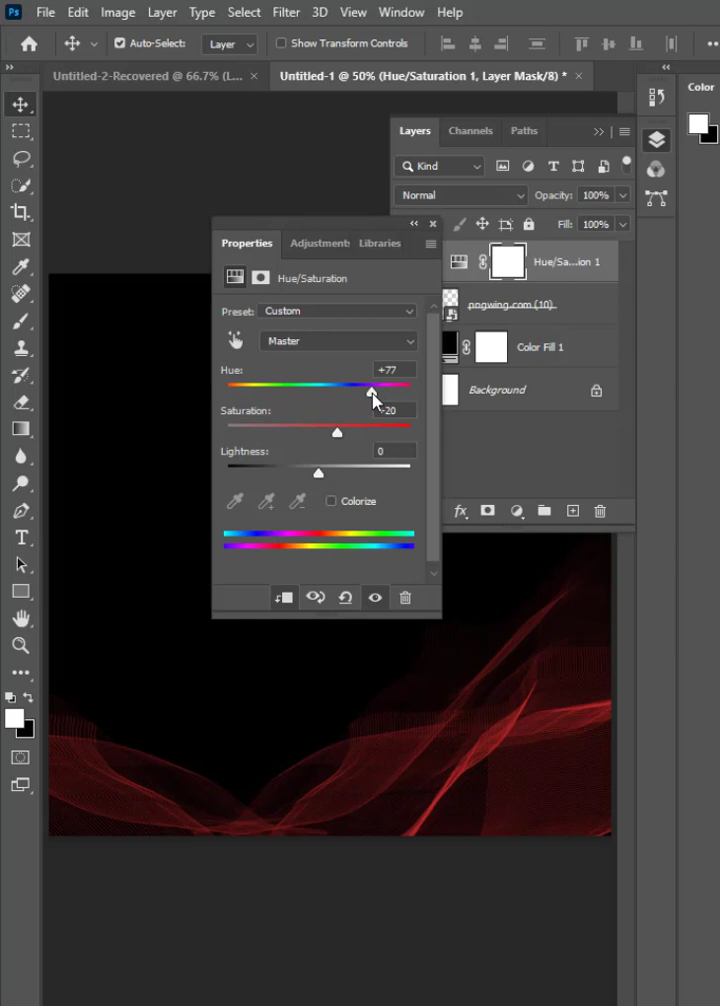 Ps File Edit Image Layer Type Select Filter 3D View Window Help
Auto-Select: Layer Show Transform Controls
Untitled-2-Recovered @ 66.7% (L... × Untitled-1 @ 50% (Hue/Saturation 1, Layer Mask/8) * ×
Color
Layers Channels Paths
Kind
Normal Opacity: 100%
Fill: 100%
Properties Adjustment: Libraries
Hue/Sa...ion 1
Hue/Saturation
pngwing.com (10)
Preset: Custom
Master
Color Fill 1
Hue: +77
Background
Saturation:
Lightness: 0
fx
Colorize